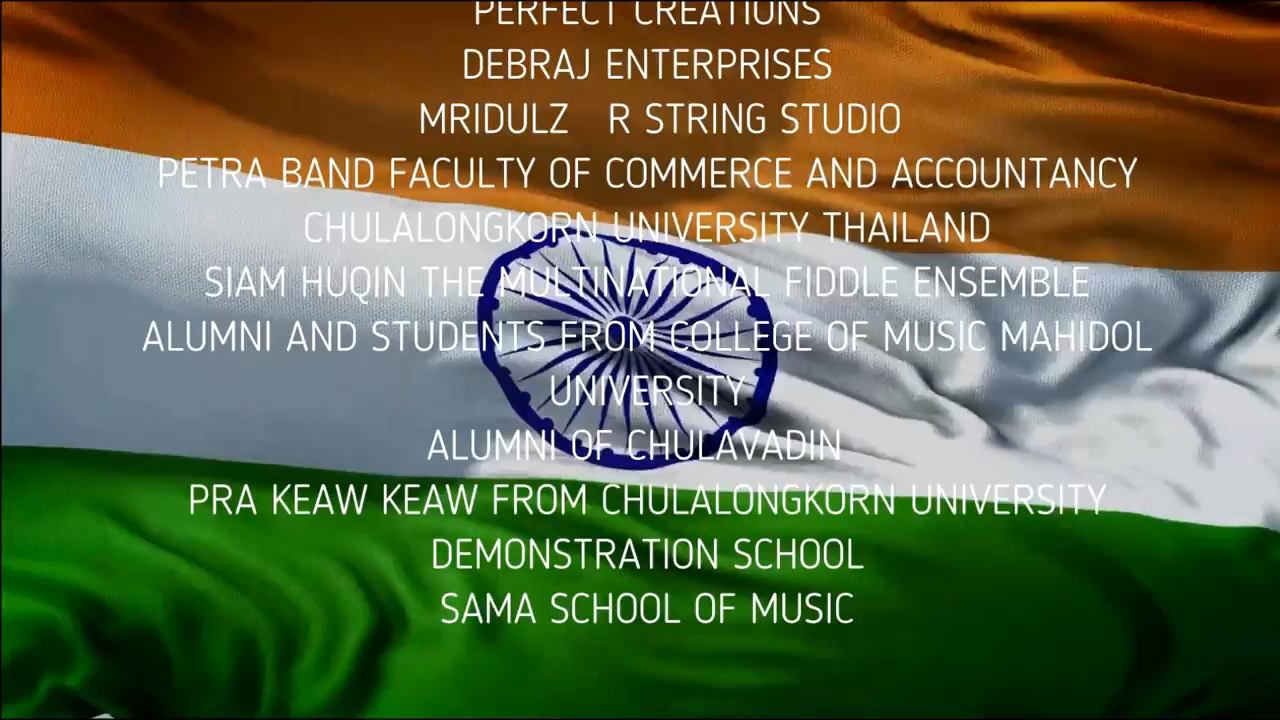 PERFECT CREATIONS
DEBRAJ ENTERPRISES
MRIDULZ R STRING STUDIO
PETRA BAND FACULTY OF COMMERCE AND ACCOUNTANCY
CHULALONGKORN UNIVERSITY THAILAND
SIAM HUQIN THE MULTINATIONAL FIDDLE ENSEMBLE
ALUMNI AND STUDENTS FROM COLLEGE OF MUSIC MAHIDOL
UNIVERSITY
ALUMNI OF CHULAVADIN
PRA KEAW KEAW FROM CHULALONGKORN UNIVERSITY
DEMONSTRATION SCHOOL
SAMA SCHOOL OF MUSIC